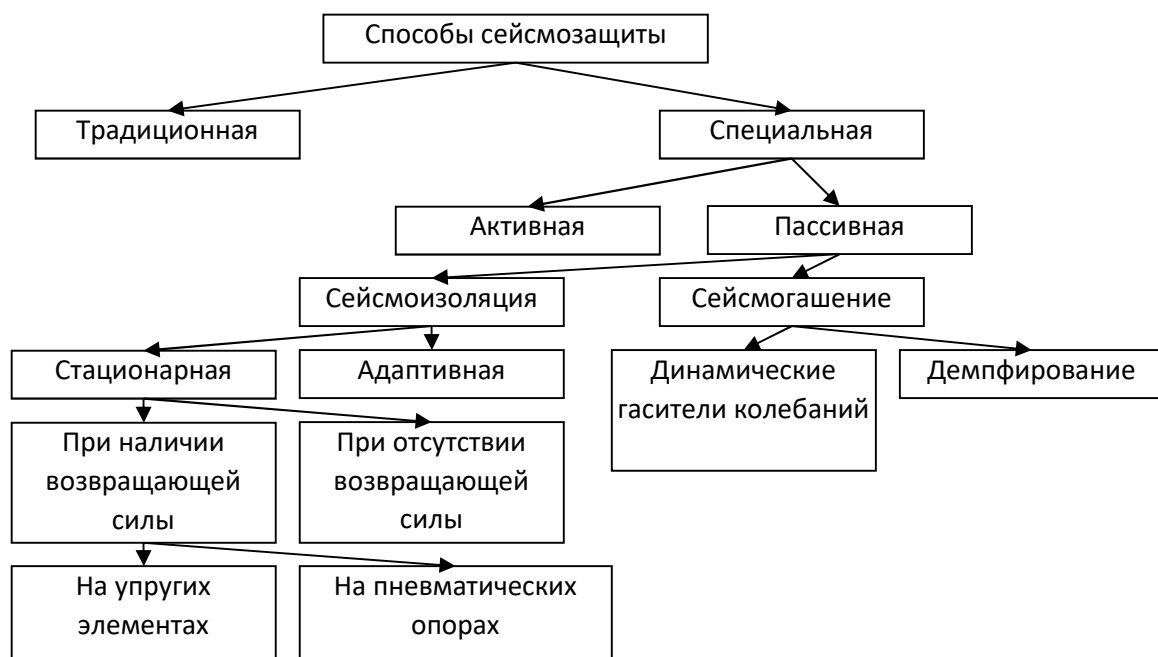 Способы сейсмозащиты
Традиционная
Специальная
Активная
Пассивная
Сейсмоизоляция
Сейсмогашение
Стационарная
Адаптивная
Динамические
гасители колебаний
Демпфирование
При наличии
возвращающей
силы
При отсутствии
возвращающей
силы
На упругих
элементах
На пневматических
опорах